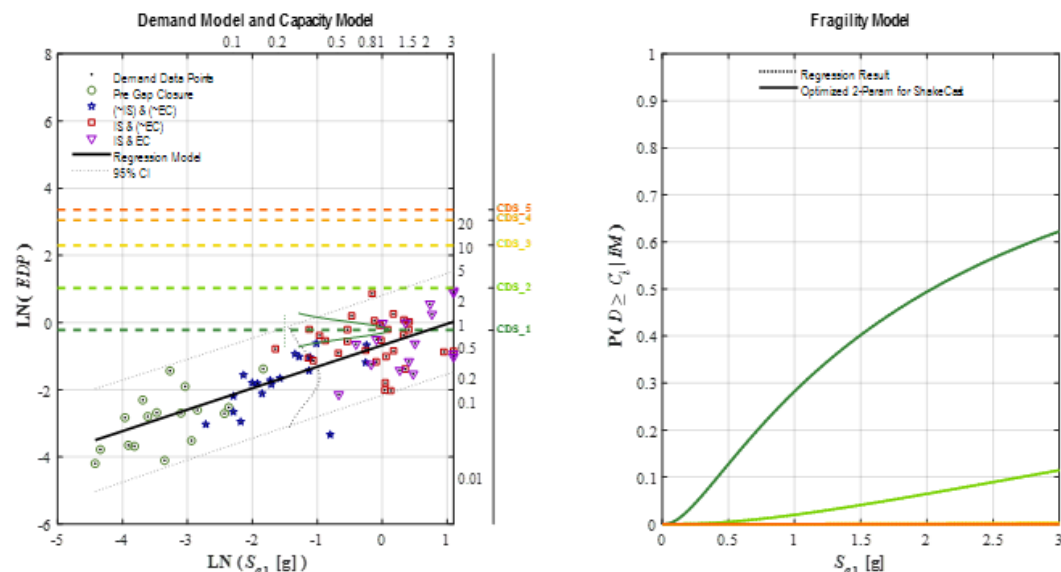 Demand Model and Capacity Model
0.1 0.2 0.5 0.8 1 1.5 2 3
8
6
4
2
0
-2
-4
-6
LN( EDP )
Demand Data Points
Pre Gap Closure
(~IS) & (~EC)
IS & (~EC)
IS & EC
Regression Model
95% CI
20
10
5
2
1
0.5
0.2
0.1
0.01
CDS_5
CDS_4
CDS_3
CDS_2
CDS_1
-5 -4 -3 -2 -1 0 1
LN (S_a1 [g])
Fragility Model
1
0.9
0.8
0.7
0.6
0.5
0.4
0.3
0.2
0.1
0
P( D ≥ C_i | IM)
Regression Result
Optimized 2-Param for ShakeCast
0 0.5 1 1.5 2 2.5 3
S_a1 [g]